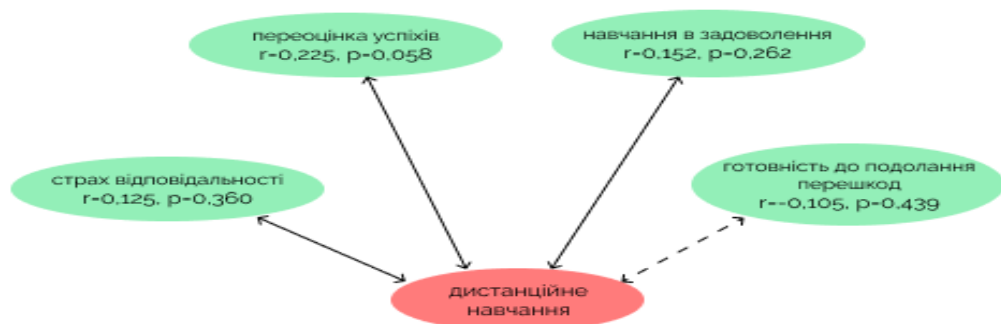 переоцінка успіхів
r=0,225, p=0,058
навчання в задоволення
r=0,152, p=0,262
страх відповідальності
r=0,125, p=0,360
готовність до подолання
перешкод
r=-0,105, p=0,439
дистанційне
навчання